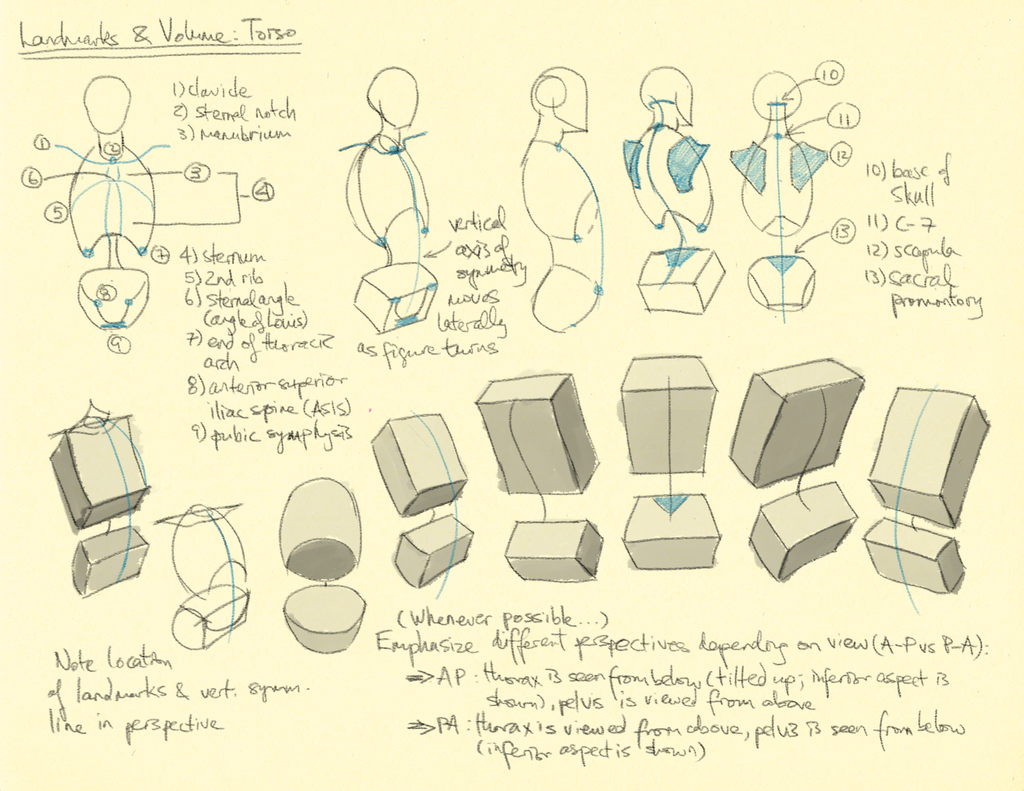 Landmarks & Volume: Torso
1) clavicle
2) sternal notch
3) manubrium
①
②
③
④
⑤
⑥
⑦
⑧
⑨
4) sternum
5) 2nd rib
6) sternal angle
(angle of Louis)
7) end of thoracic
arch
8) anterior superior
iliac spine (ASIS)
9) pubic symphysis
vertical
axis of
symmetry
moves
laterally
as figure turns
⑩
⑪
⑫
⑬
10) base of
skull
11) C-7
12) scapula
13) sacral
promontory
Note location
of landmarks & vert. symm.
line in perspective
(Whenever possible...)
Emphasize different perspectives depending on view (A-P vs P-A):
⇒ AP: thorax is seen from below, (tilted up; inferior aspect is
shown), pelvis is viewed from above
⇒ PA: thorax is viewed from above, pelvis is seen from below
(inferior aspect is shown)